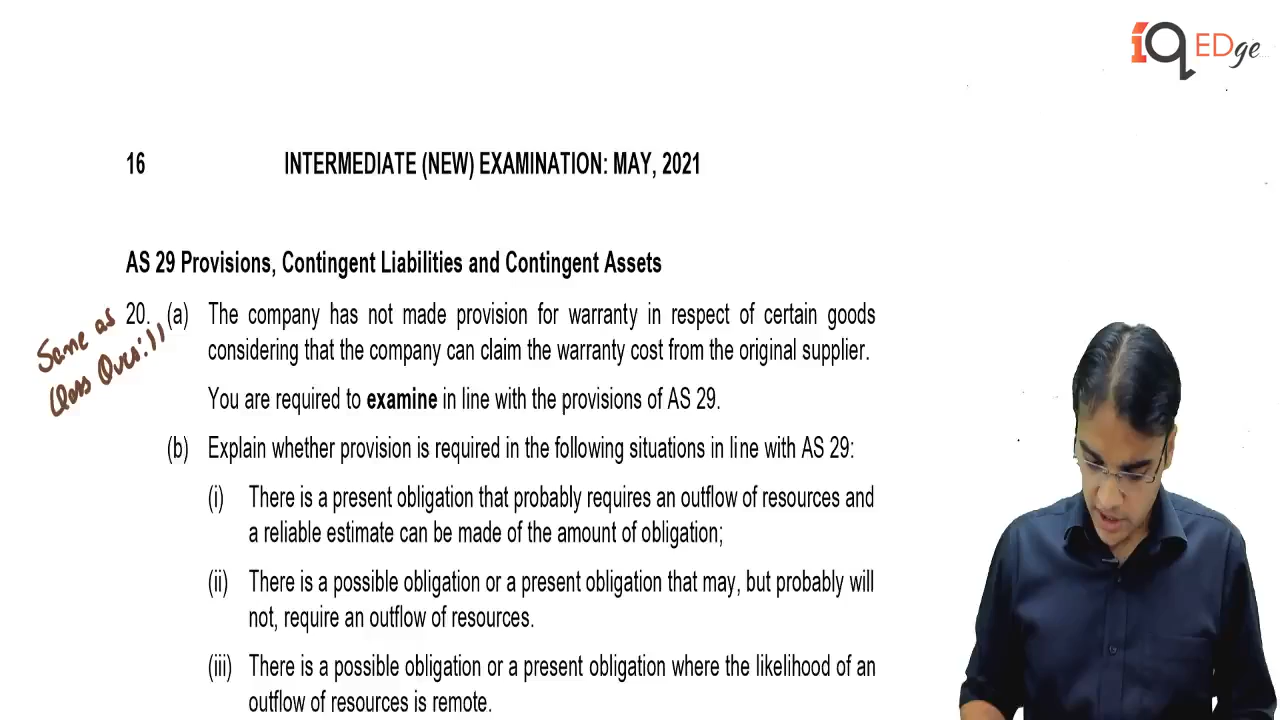 iQ EDge
16 INTERMEDIATE (NEW) EXAMINATION: MAY, 2021
AS 29 Provisions, Contingent Liabilities and Contingent Assets
Same as
Class Ques:!!
20. (a) The company has not made provision for warranty in respect of certain goods
considering that the company can claim the warranty cost from the original supplier.
You are required to examine in line with the provisions of AS 29.
(b) Explain whether provision is required in the following situations in line with AS 29:
(i) There is a present obligation that probably requires an outflow of resources and
a reliable estimate can be made of the amount of obligation;
(ii) There is a possible obligation or a present obligation that may, but probably will
not, require an outflow of resources.
(iii) There is a possible obligation or a present obligation where the likelihood of an
outflow of resources is remote.